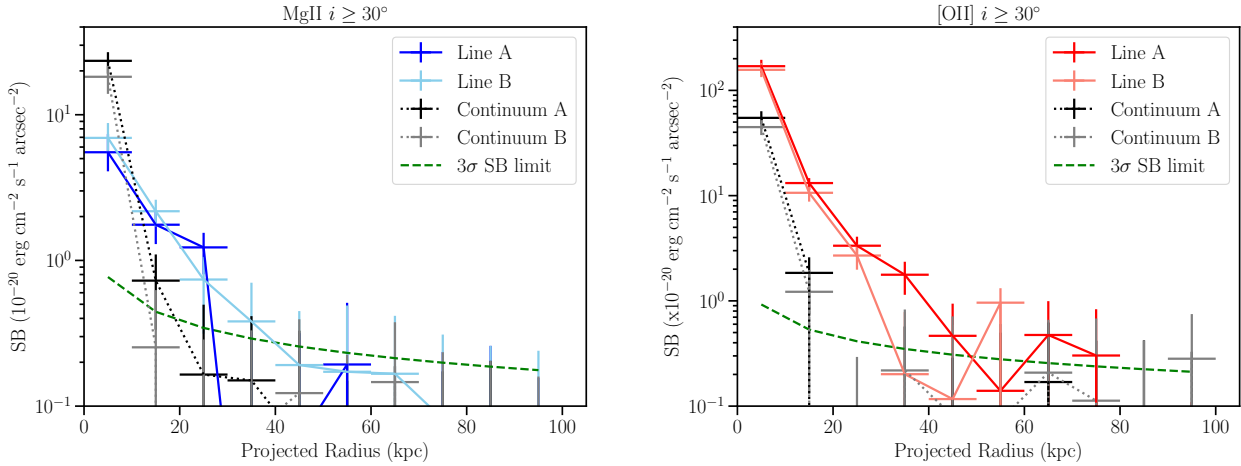 MgII i ≥ 30°
SB (10⁻²⁰ erg cm⁻² s⁻¹ arcsec⁻²)
10¹
10⁰
10⁻¹
Line A
Line B
Continuum A
Continuum B
3σ SB limit
0 20 40 60 80 100
Projected Radius (kpc)
[OII] i ≥ 30°
SB (x10⁻²⁰ erg cm⁻² s⁻¹ arcsec⁻²)
10²
10¹
10⁰
10⁻¹
Line A
Line B
Continuum A
Continuum B
3σ SB limit
0 20 40 60 80 100
Projected Radius (kpc)